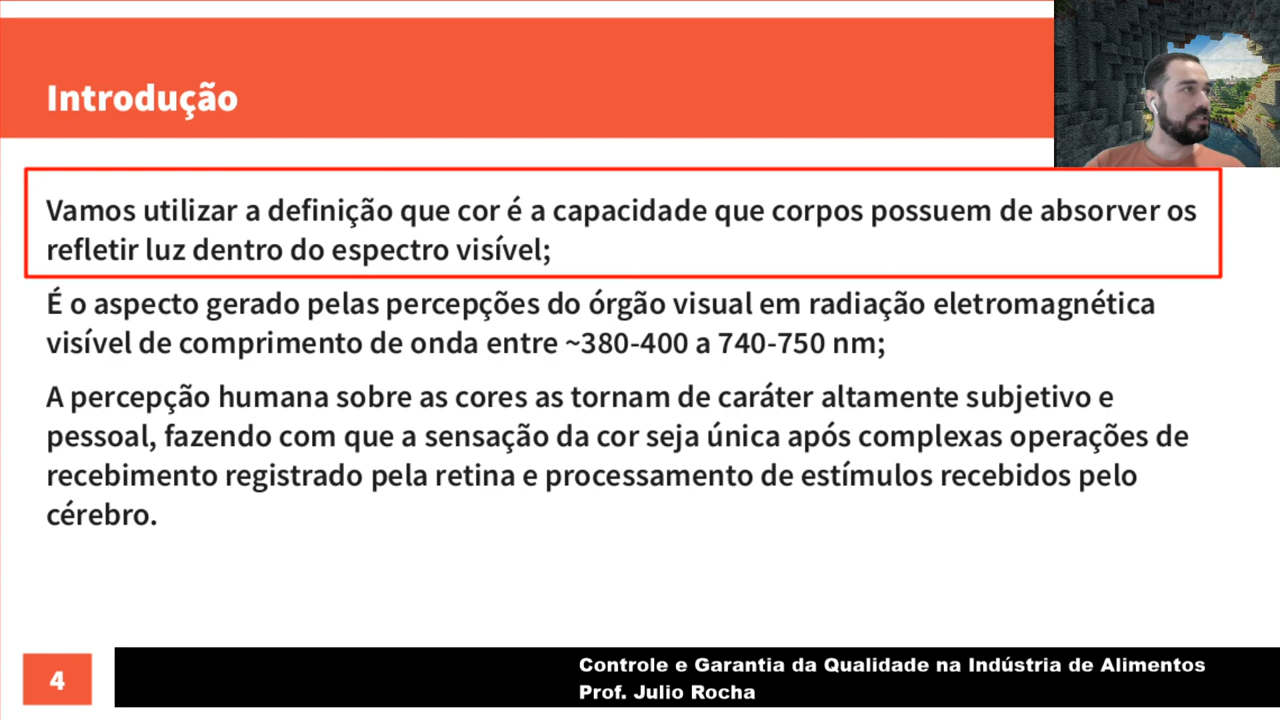 Introdução
Vamos utilizar a definição que cor é a capacidade que corpos possuem de absorver os
refletir luz dentro do espectro visível;
É o aspecto gerado pelas percepções do órgão visual em radiação eletromagnética
visível de comprimento de onda entre ~380-400 a 740-750 nm;
A percepção humana sobre as cores as tornam de caráter altamente subjetivo e
pessoal, fazendo com que a sensação da cor seja única após complexas operações de
recebimento registrado pela retina e processamento de estímulos recebidos pelo
cérebro.
4
Controle e Garantia da Qualidade na Indústria de Alimentos
Prof. Julio Rocha